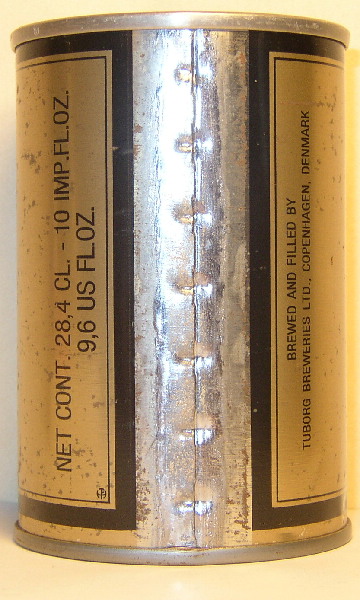 NET CONT. 28,4 CL. - 10 IMP.FL.OZ.
9,6 US FL.OZ.
BREWED AND FILLED BY
TUBORG BREWERIES LTD., COPENHAGEN, DENMARK